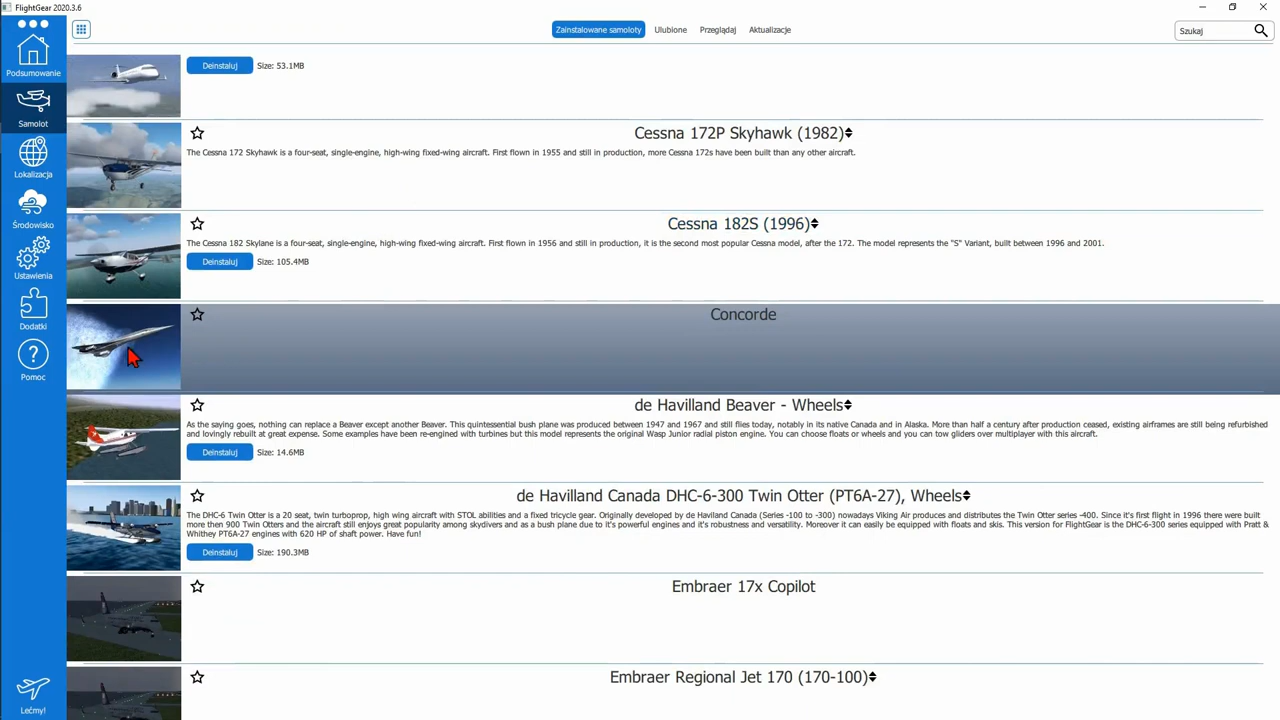 FlightGear 2020.3.6
Podsumowanie
Samolot
Lokalizacja
Środowisko
Ustawienia
Dodatki
?
Pomoc
Lećmy!
Zainstalowane samoloty
Ulubione
Przeglądaj
Aktualizacje
Szukaj
Deinstaluj Size: 53.1MB
Cessna 172P Skyhawk (1982)
The Cessna 172 Skyhawk is a four-seat, single-engine, high-wing fixed-wing aircraft. First flown in 1955 and still in production, more Cessna 172s have been built than any other aircraft.
Cessna 182S (1996)
The Cessna 182 Skylane is a four-seat, single-engine, high-wing fixed-wing aircraft. First flown in 1956 and still in production, it is the second most popular Cessna model, after the 172. The model represents the "S" Variant, built between 1996 and 2001.
Deinstaluj Size: 105.4MB
Concorde
de Havilland Beaver - Wheels
As the saying goes, nothing can replace a Beaver except another Beaver. This quintessential bush plane was produced between 1947 and 1967 and still flies today, notably in its native Canada and in Alaska. More than half a century after production ceased, existing airframes are still being refurbished
and lovingly rebuilt at great expense. Some examples have been re-engined with turbines but this model represents the original Wasp Junior radial piston engine. You can choose floats or wheels and you can tow gliders over multiplayer with this aircraft.
Deinstaluj Size: 14.6MB
de Havilland Canada DHC-6-300 Twin Otter (PT6A-27), Wheels
The DHC-6 Twin Otter is a 20 seat, twin turboprop, high wing aircraft with STOL abilities and a fixed tricycle gear. Originally developed by de Havilland Canada (Series -100 to -300) nowadays Viking Air produces and distributes the Twin Otter series -400. Since it's first flight in 1996 there were built
more then 900 Twin Otters and the aircraft still enjoys great popularity among skydivers and as a bush plane due to it's powerful engines and it's robustness and versatility. Moreover it can easily be equipped with floats and skis. This version for FlightGear is the DHC-6-300 series equipped with Pratt &
Whithey PT6A-27 engines with 620 HP of shaft power. Have fun!
Deinstaluj Size: 190.3MB
Embraer 17x Copilot
Embraer Regional Jet 170 (170-100)